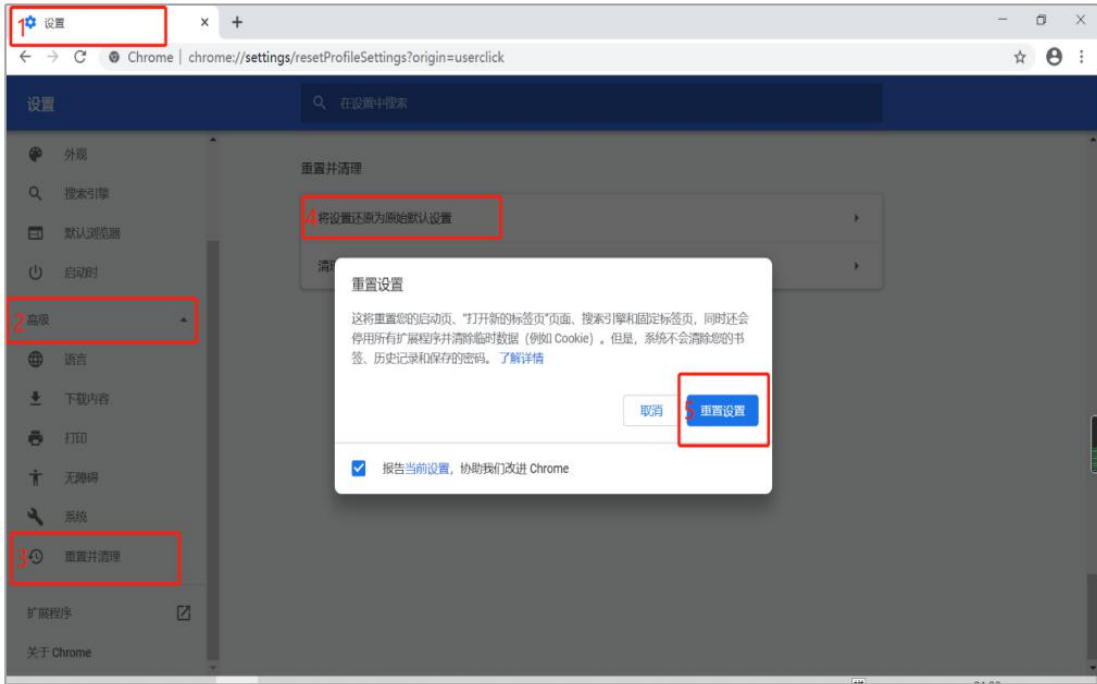 1 设置
Chrome | chrome://settings/resetProfileSettings?origin=userclick
设置
在设置中搜索
外观
搜索引擎
默认浏览器
启动时
2 高级
语言
下载内容
打印
无障碍
系统
3 重置并清理
扩展程序
关于 Chrome
重置并清理
4 将设置还原为原始默认设置
清理
重置设置
这将重置您的启动页、“打开新的标签页”页面、搜索引擎和固定标签页，同时还会
停用所有扩展程序并清除临时数据（例如 Cookie）。但是，系统不会清除您的书
签、历史记录和保存的密码。了解详情
取消
5 重置设置
报告当前设置，协助我们改进 Chrome